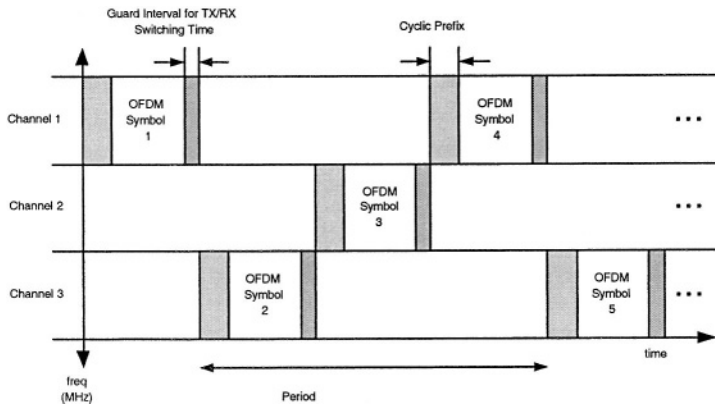 Guard Interval for TX/RX
Switching Time
Cyclic Prefix
Channel 1
OFDM
Symbol
1
OFDM
Symbol
4
...
Channel 2
OFDM
Symbol
3
...
Channel 3
OFDM
Symbol
2
OFDM
Symbol
5
...
time
freq
(MHz)
Period